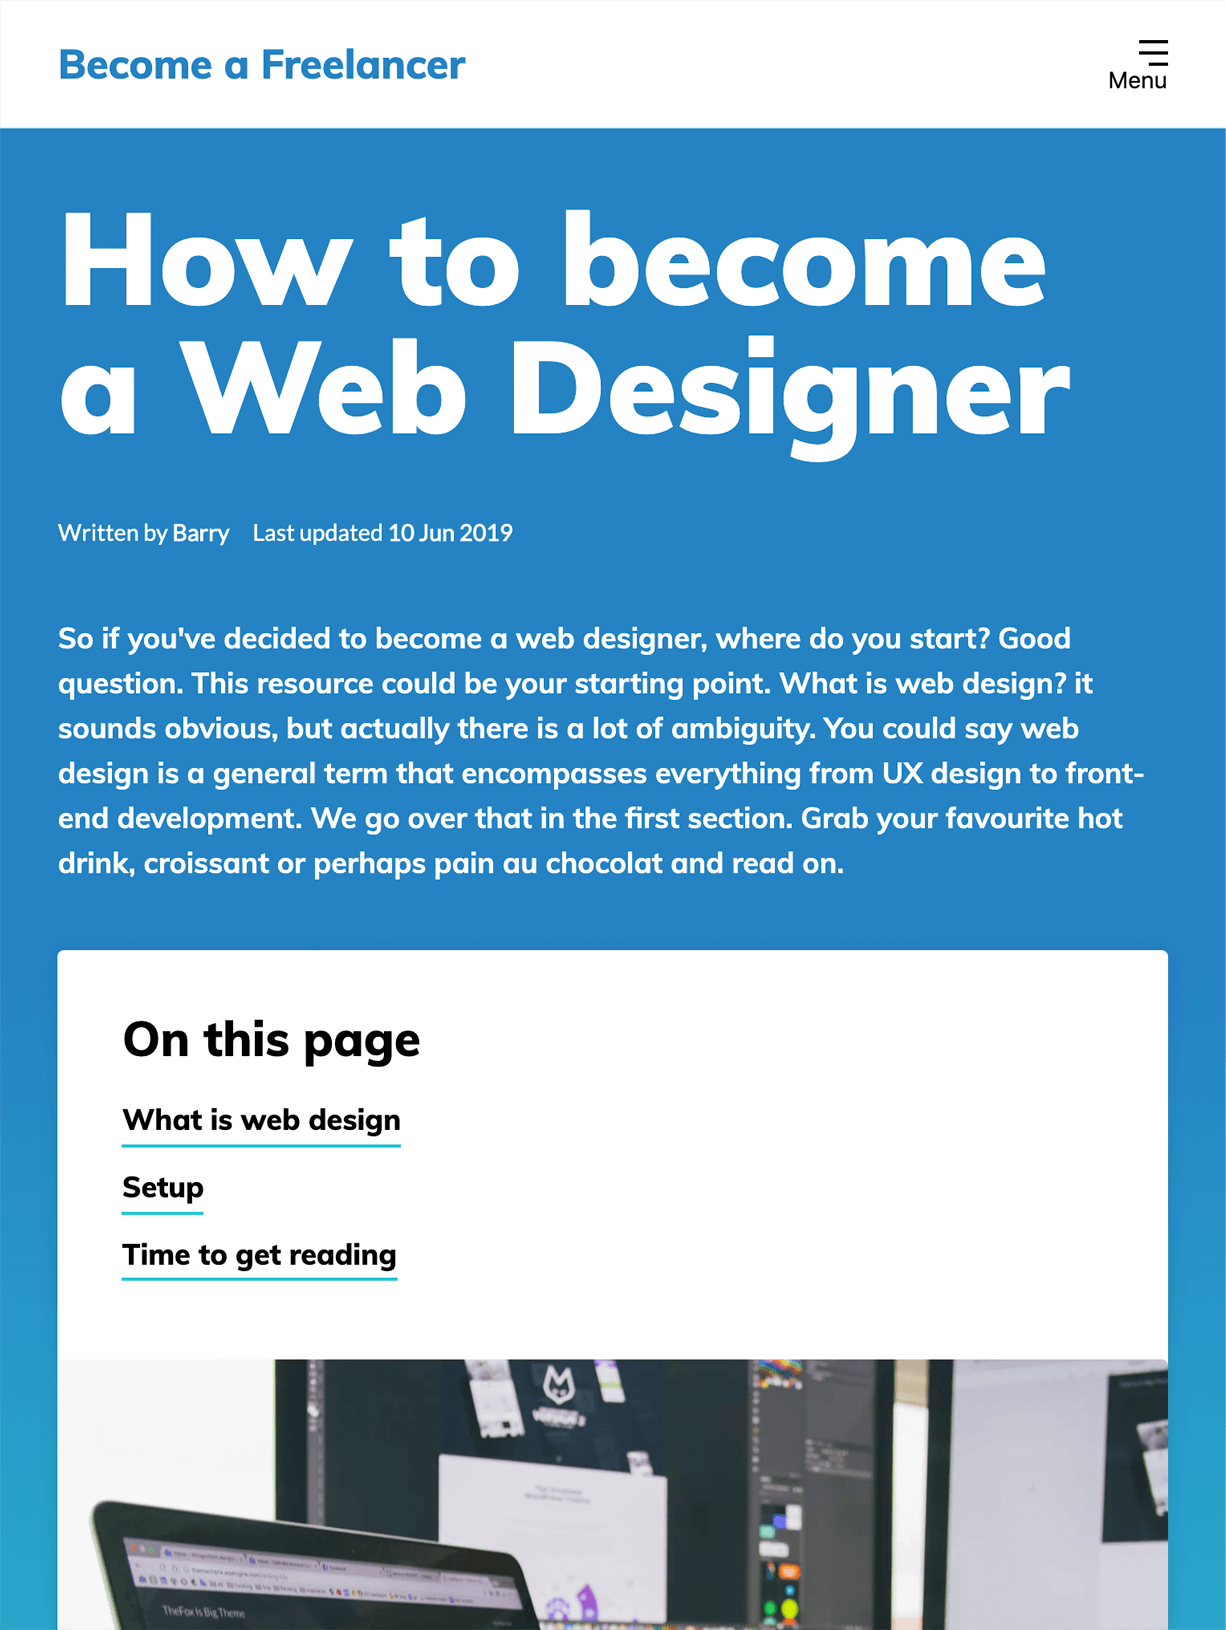 Become a Freelancer
Menu
How to become
a Web Designer
Written by Barry Last updated 10 Jun 2019
So if you've decided to become a web designer, where do you start? Good
question. This resource could be your starting point. What is web design? it
sounds obvious, but actually there is a lot of ambiguity. You could say web
design is a general term that encompasses everything from UX design to front-
end development. We go over that in the first section. Grab your favourite hot
drink, croissant or perhaps pain au chocolat and read on.
On this page
What is web design
Setup
Time to get reading
TheFox Is Big Theme